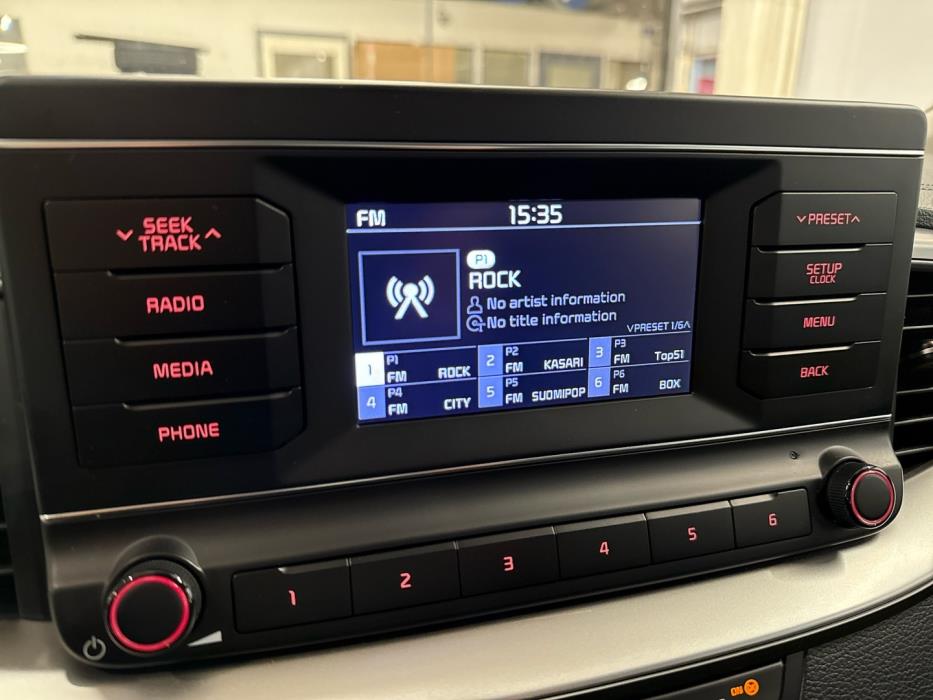 SEEK
TRACK
RADIO
MEDIA
PHONE
FM 15:35
P1
ROCK
No artist information
No title information
PRESET 1/6
1 P1 FM ROCK
2 P2 FM KASARI
3 P3 FM Top51
4 P4 FM CITY
5 P5 FM SUOMIPOP
6 P6 FM BOX
PRESET
SETUP
CLOCK
MENU
BACK
1 2 3 4 5 6
ON